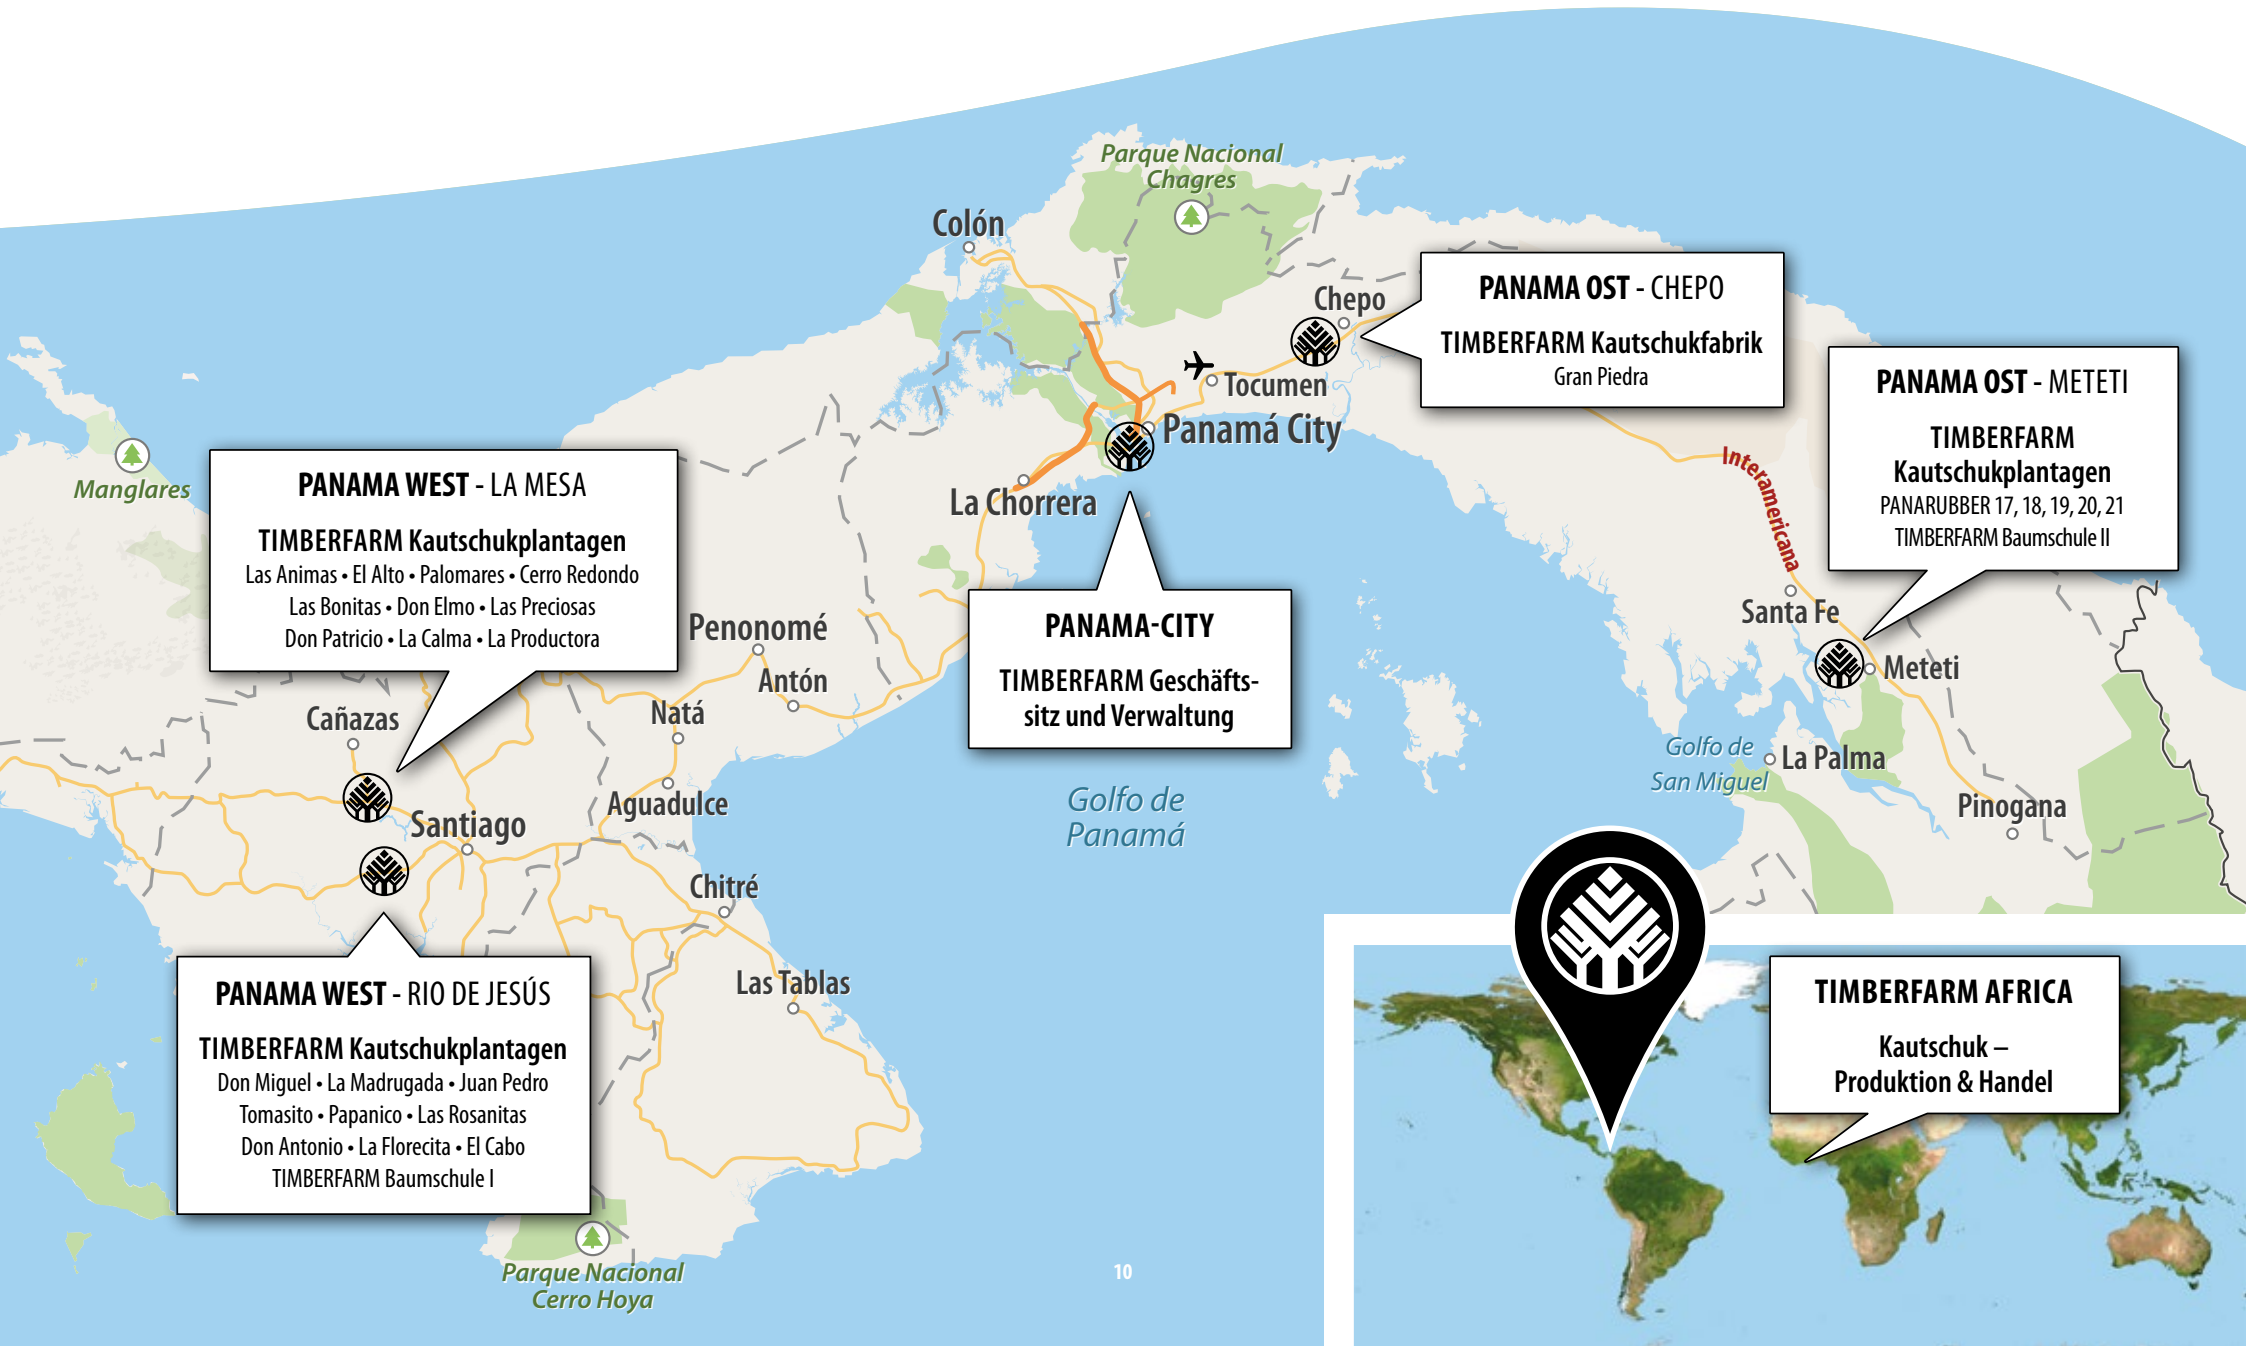 Parque Nacional
Chagres
Colón
Chepo
PANAMA OST - CHEPO
TIMBERFARM Kautschukfabrik
Gran Piedra
Tocumen
Panamá City
PANAMA OST - METETI
TIMBERFARM
Kautschukplantagen
PANARUBBER 17, 18, 19, 20, 21
TIMBERFARM Baumschule II
Interamericana
Manglares
PANAMA WEST - LA MESA
TIMBERFARM Kautschukplantagen
Las Animas • El Alto • Palomares • Cerro Redondo
Las Bonitas • Don Elmo • Las Preciosas
Don Patricio • La Calma • La Productora
La Chorrera
PANAMA-CITY
TIMBERFARM Geschäfts-
sitz und Verwaltung
Santa Fe
Meteti
Penonomé
Antón
Natá
Cañazas
Aguadulce
Santiago
Golfo de
Panamá
Golfo de
San Miguel
La Palma
Pinogana
Chitré
Las Tablas
PANAMA WEST - RIO DE JESÚS
TIMBERFARM Kautschukplantagen
Don Miguel • La Madrugada • Juan Pedro
Tomasito • Papanico • Las Rosanitas
Don Antonio • La Florecita • El Cabo
TIMBERFARM Baumschule I
TIMBERFARM AFRICA
Kautschuk –
Produktion & Handel
Parque Nacional
Cerro Hoya
10